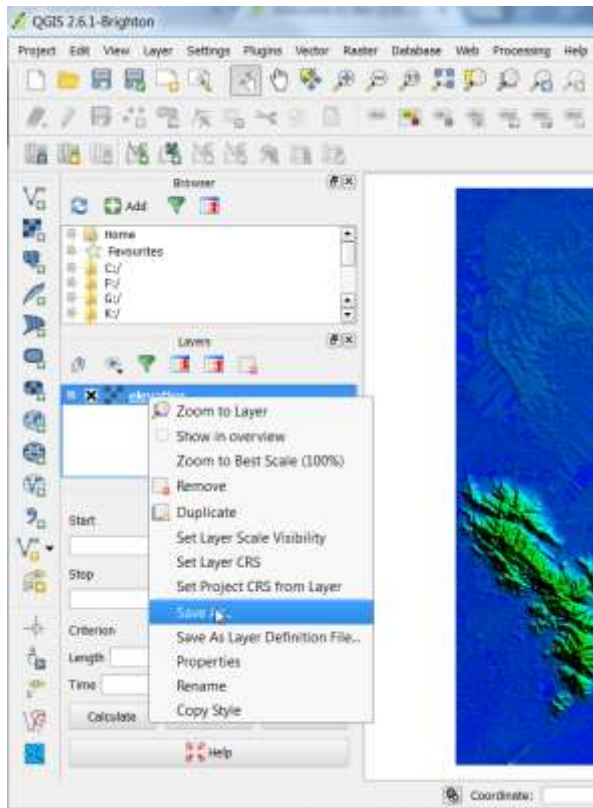 QGIS 2.6.1-Brighton
Project Edit View Layer Settings Plugins Vector Raster Database Web Processing Help
Browser
Add
Home
Favourites
C:/
F:/
G:/
K:/
Layers
elevation
Zoom to Layer
Show in overview
Zoom to Best Scale (100%)
Remove
Duplicate
Set Layer Scale Visibility
Set Layer CRS
Set Project CRS from Layer
Save As...
Save As Layer Definition File...
Properties
Rename
Copy Style
Start
Stop
Criterion
Length
Time
Calculate
Help
Coordinate: